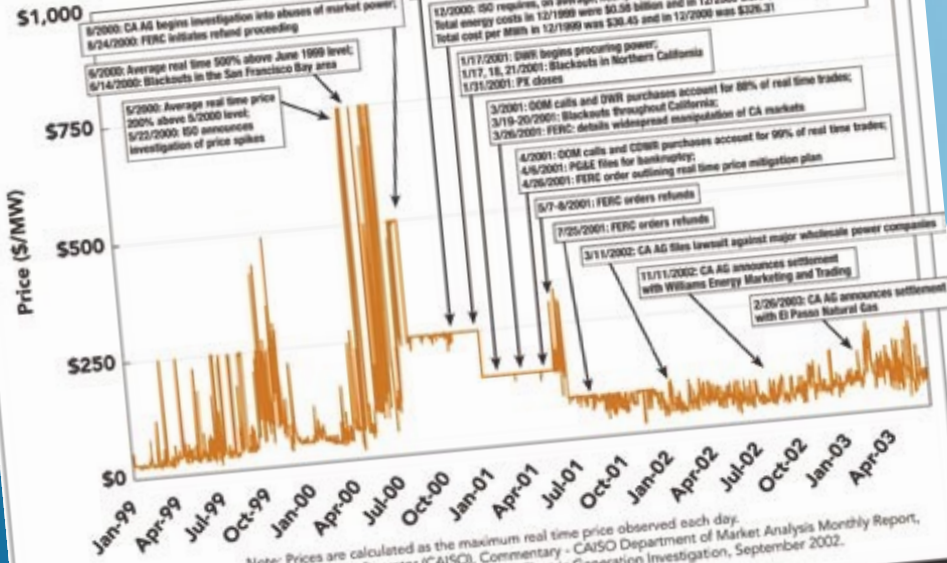 $1,000
$750
$500
$250
$0
Price ($/MW)
8/2000: CA AG begins investigation into abuses of market power;
8/24/2000: FERC initiates refund proceeding
6/2000: Average real time 500% above June 1999 level;
6/14/2000: Blackouts in the San Francisco Bay area
5/2000: Average real time price
200% above 5/2000 level;
5/22/2000: ISO announces
investigation of price spikes
12/2000: ISO requires, on average,
Total energy costs in 12/1999 were $0.58 billion and in 12/2000
Total cost per MWh in 12/1999 was $38.45 and in 12/2000 was $326.31
1/17/2001: DWR begins procuring power;
1/17, 18, 21/2001: Blackouts in Northern California
1/31/2001: PX closes
3/2001: OOM calls and DWR purchases account for 88% of real time trades;
3/19-20/2001: Blackouts throughout California;
3/26/2001: FERC: details widespread manipulation of CA markets
4/2001: OOM calls and CDWR purchases account for 99% of real time trades;
4/6/2001: PG&E files for bankruptcy;
4/26/2001: FERC order outlining real time price mitigation plan
6/7-8/2001: FERC orders refunds
7/25/2001: FERC orders refunds
3/11/2002: CA AG files lawsuit against major wholesale power companies
11/11/2002: CA AG announces settlement
with Williams Energy Marketing and Trading
2/26/2003: CA AG announces settlement
with El Paso Natural Gas
Jan-99
Apr-99
Jul-99
Oct-99
Jan-00
Apr-00
Jul-00
Oct-00
Jan-01
Apr-01
Jul-01
Oct-01
Jan-02
Apr-02
Jul-02
Oct-02
Jan-03
Apr-03
Note: Prices are calculated as the maximum real time price observed each day.
(CAISO), Commentary - CAISO Department of Market Analysis Monthly Report,
Generation Investigation, September 2002.